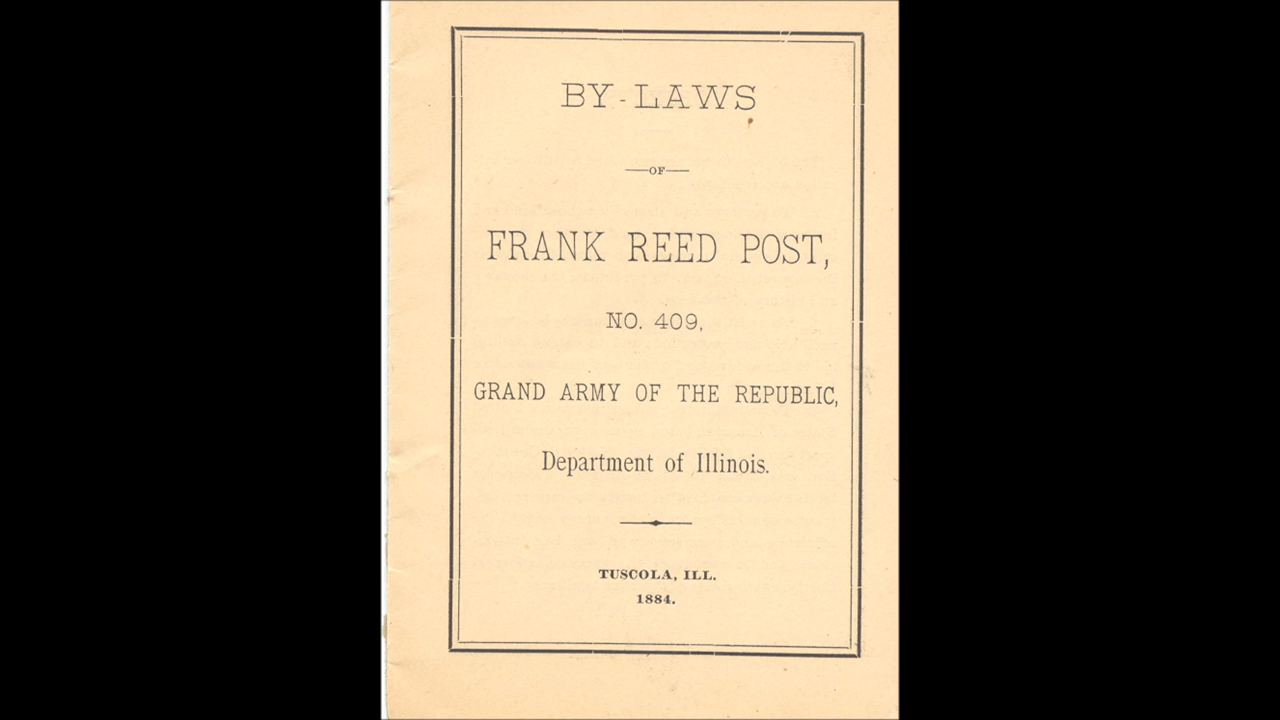 BY-LAWS
OF
FRANK REED POST,
NO. 409,
GRAND ARMY OF THE REPUBLIC,
Department of Illinois.
TUSCOLA, ILL.
1884.